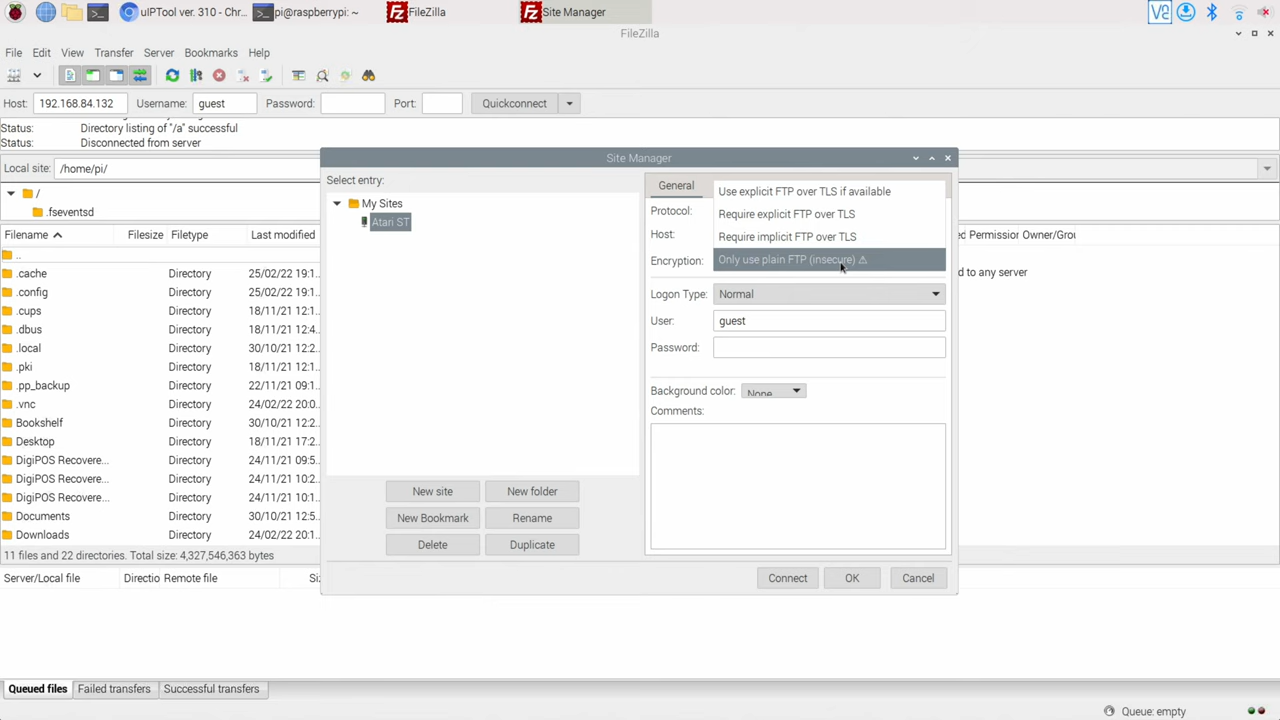 uIPTool ver. 310 - Chr... pi@raspberrypi: ~ FileZilla Site Manager
FileZilla
File Edit View Transfer Server Bookmarks Help
Host: 192.168.84.132 Username: guest Password: Port: Quickconnect
Status: Directory listing of "/a" successful
Status: Disconnected from server
Local site: /home/pi/
/
.fseventsd
Filename Filesize Filetype Last modified
..
.cache Directory 25/02/22 19:0...
.config Directory 25/02/22 19:0...
.cups Directory 18/11/21 12:...
.dbus Directory 18/11/21 12:4...
.local Directory 30/10/21 12:2...
.pki Directory 18/11/21 12:...
.pp_backup Directory 22/11/21 09:1...
.vnc Directory 24/02/22 20:0...
Bookshelf Directory 30/10/21 12:...
Desktop Directory 18/11/21 17:2...
DigiPOS Recovere... Directory 24/11/21 09:5...
DigiPOS Recovere... Directory 24/11/21 10:2...
DigiPOS Recovere... Directory 24/11/21 10:1...
Documents Directory 30/10/21 12:5...
Downloads Directory 24/02/22 20:1...
11 files and 22 directories. Total size: 4,327,546,363 bytes
Server/Local file Directio Remote file Si
Queued files Failed transfers Successful transfers
Queue: empty
d Permission Owner/Grou
d to any server
Site Manager
Select entry:
My Sites
Atari ST
New site New folder
New Bookmark Rename
Delete Duplicate
General
Protocol:
Host:
Encryption:
Use explicit FTP over TLS if available
Require explicit FTP over TLS
Require implicit FTP over TLS
Only use plain FTP (insecure) ⚠
Logon Type: Normal
User: guest
Password:
Background color: None
Comments:
Connect OK Cancel